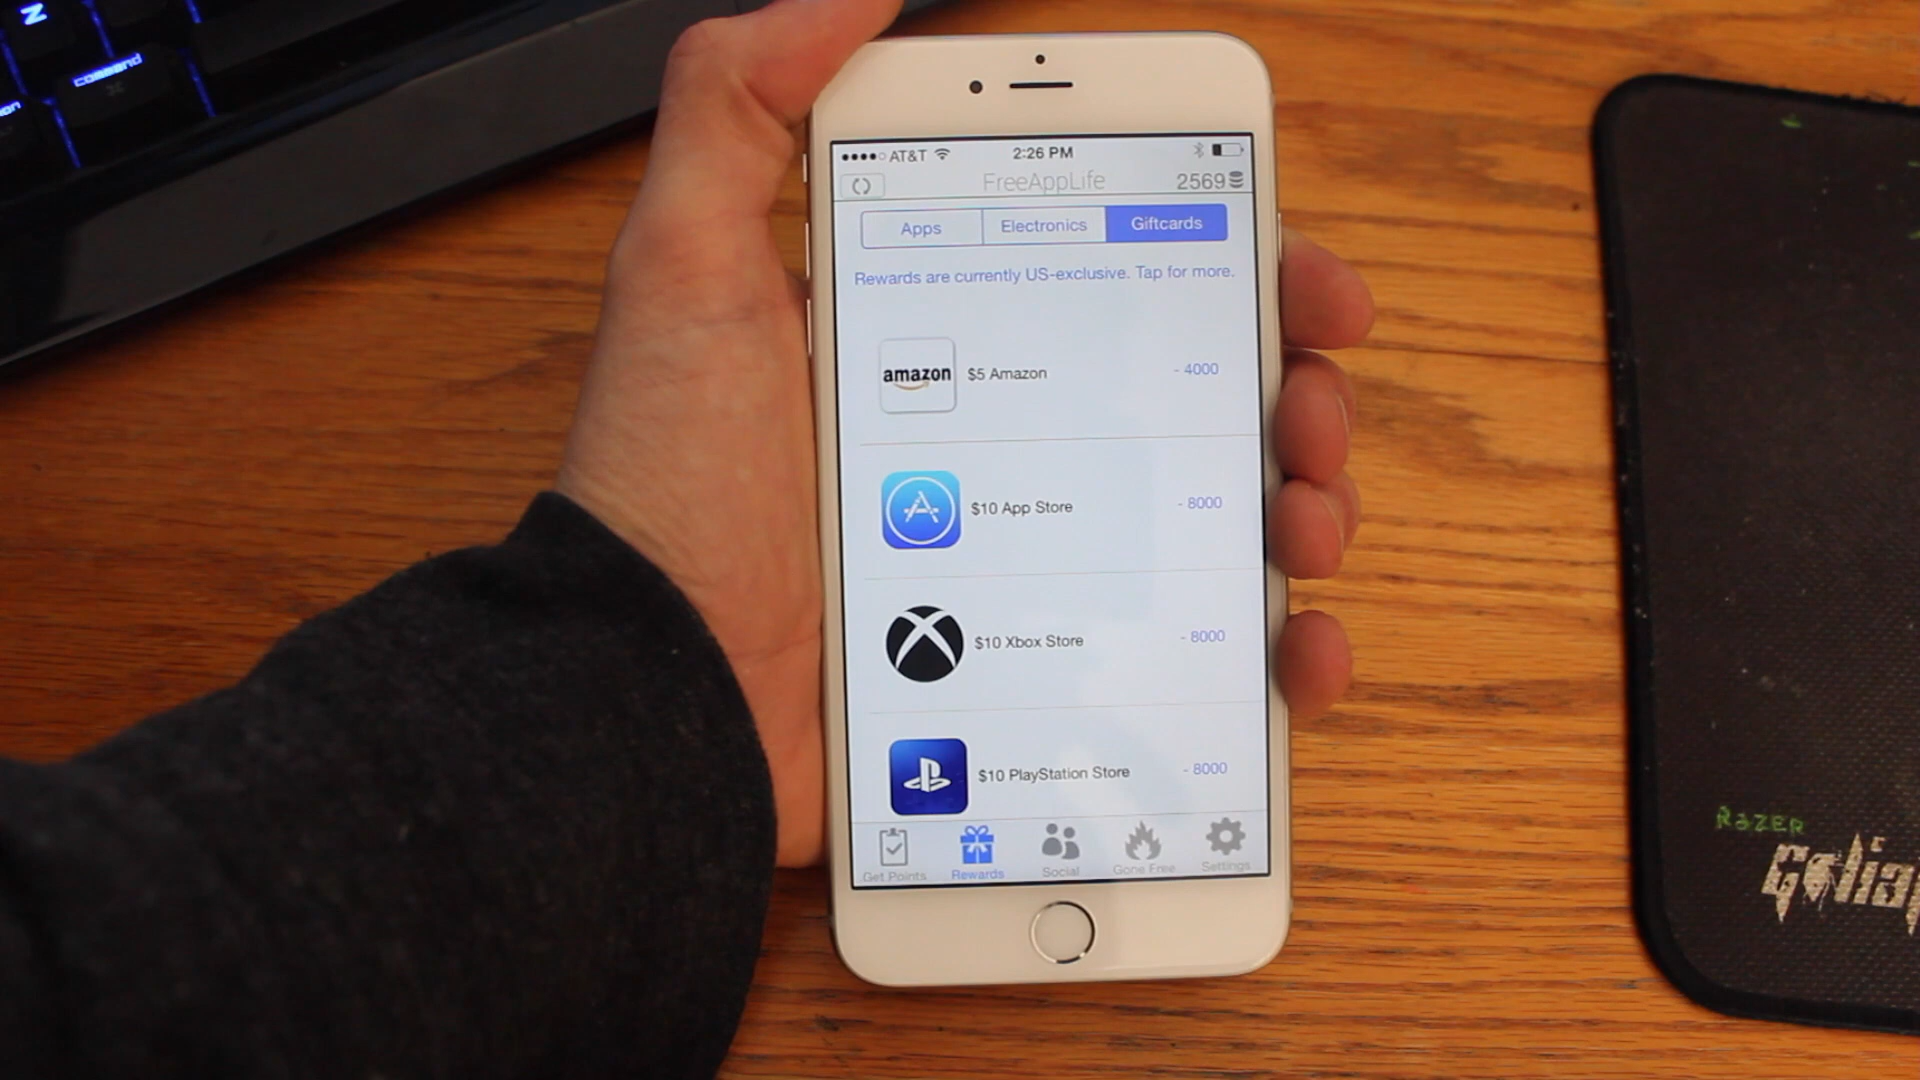 Z
command
AT&T
2:26 PM
FreeAppLife
2569
Apps
Electronics
Giftcards
Rewards are currently US-exclusive. Tap for more.
amazon
$5 Amazon
- 4000
$10 App Store
- 8000
$10 Xbox Store
- 8000
$10 PlayStation Store
- 8000
Get Points
Rewards
Social
Gone Free
Settings
RAZER